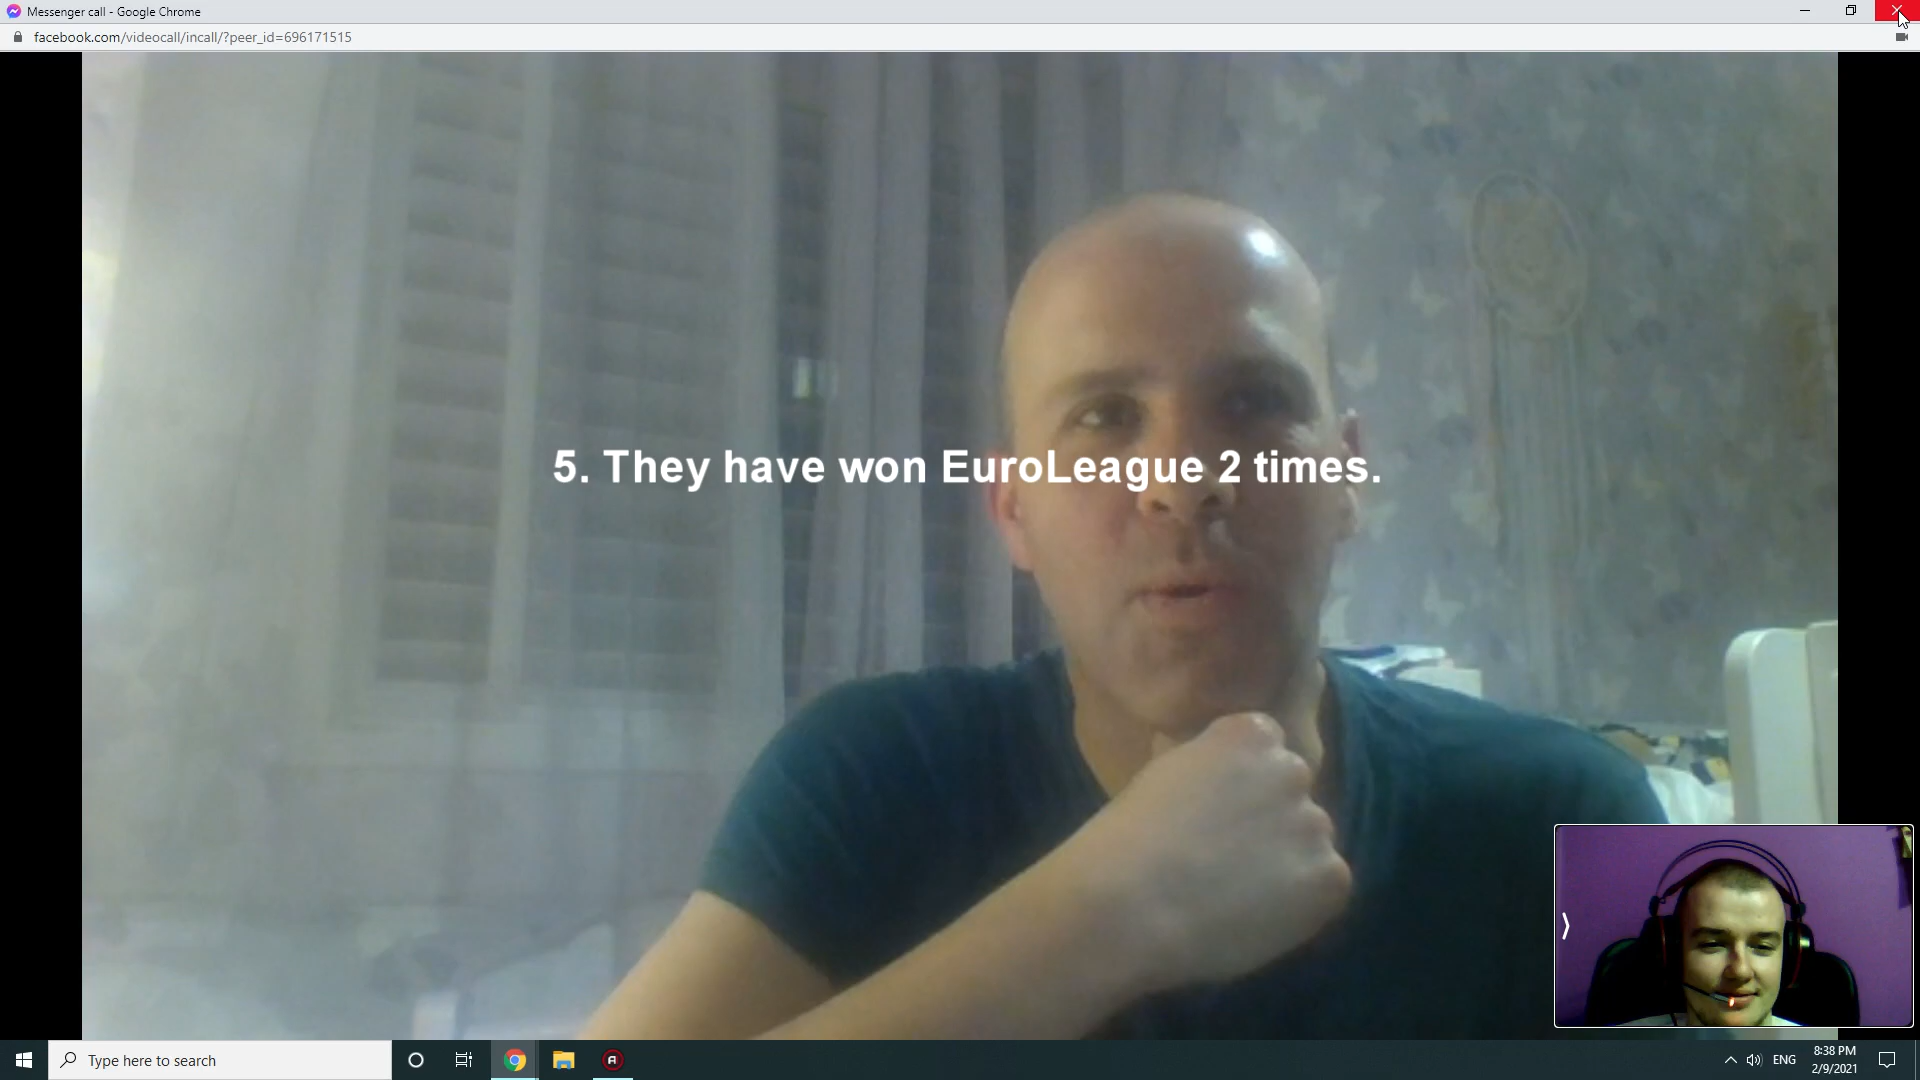 Messenger call - Google Chrome
facebook.com/videocall/incall/?peer_id=696171515
5. They have won EuroLeague 2 times.
Type here to search
ENG
8:38 PM
2/9/2021